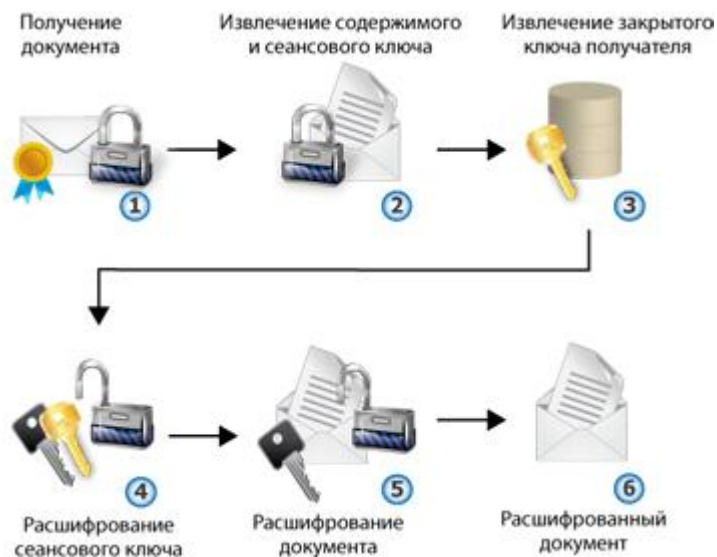 Получение
документа
Извлечение содержимого
и сеансового ключа
Извлечение закрытого
ключа получателя
1
2
3
4
5
6
Расшифрование
сеансового ключа
Расшифрование
документа
Расшифрованный
документ